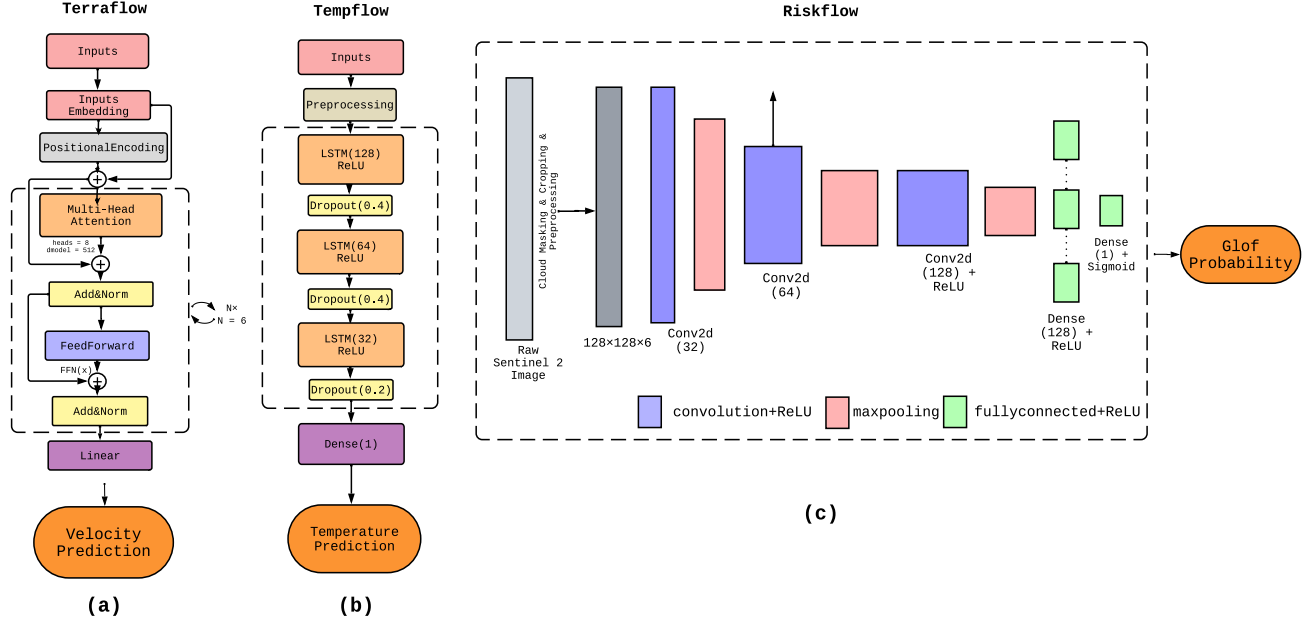 Terraflow
Inputs
Inputs
Embedding
PositionalEncoding
Multi-Head
Attention
heads = 8
dmodel = 512
Add&Norm
N×
N = 6
FeedForward
FFN(x)
Add&Norm
Linear
Velocity
Prediction
(a)
Tempflow
Inputs
Preprocessing
LSTM(128)
ReLU
Dropout(0.4)
LSTM(64)
ReLU
Dropout(0.4)
LSTM(32)
ReLU
Dropout(0.2)
Dense(1)
Temperature
Prediction
(b)
Riskflow
Raw
Sentinel 2
Image
Cloud Masking & Cropping &
Preprocessing
128×128×6
Conv2d
(32)
Conv2d
(64)
Conv2d
(128) +
ReLU
Dense
(128) +
ReLU
Dense
(1) +
Sigmoid
Glof
Probability
convolution+ReLU
maxpooling
fullyconnected+ReLU
(c)